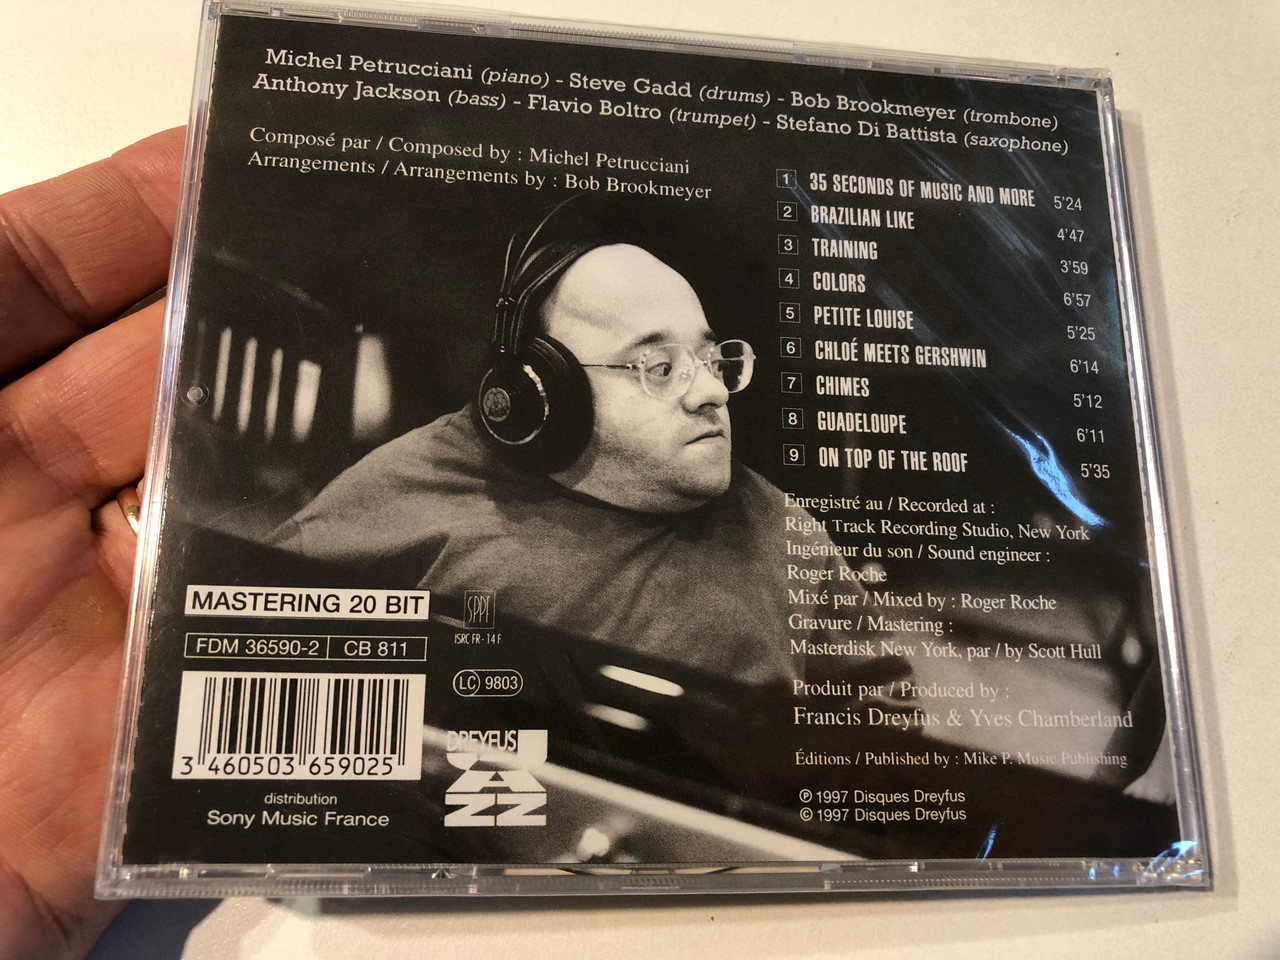 Michel Petrucciani (piano) - Steve Gadd (drums) - Bob Brookmeyer (trombone)
Anthony Jackson (bass) - Flavio Boltro (trumpet) - Stefano Di Battista (saxophone)
Composé par / Composed by : Michel Petrucciani
Arrangements / Arrangements by : Bob Brookmeyer
1 35 SECONDS OF MUSIC AND MORE 5'24
2 BRAZILIAN LIKE 4'47
3 TRAINING 3'59
4 COLORS 6'57
5 PETITE LOUISE 5'25
6 CHLOÉ MEETS GERSHWIN 6'14
7 CHIMES 5'12
8 GUADELOUPE 6'11
9 ON TOP OF THE ROOF 5'35
Enregistré au / Recorded at :
Right Track Recording Studio, New York
Ingénieur du son / Sound engineer :
Roger Roche
Mixé par / Mixed by : Roger Roche
Gravure / Mastering :
Masterdisk New York, par / by Scott Hull
Produit par / Produced by :
Francis Dreyfus & Yves Chamberland
Éditions / Published by : Mike P. Music Publishing
℗ 1997 Disques Dreyfus
© 1997 Disques Dreyfus
MASTERING 20 BIT
FDM 36590-2 CB 811
SPPF
ISRC FR - 14 F
LC 9803
3 460503 659025
distribution
Sony Music France
DREYFUS
JAZZ